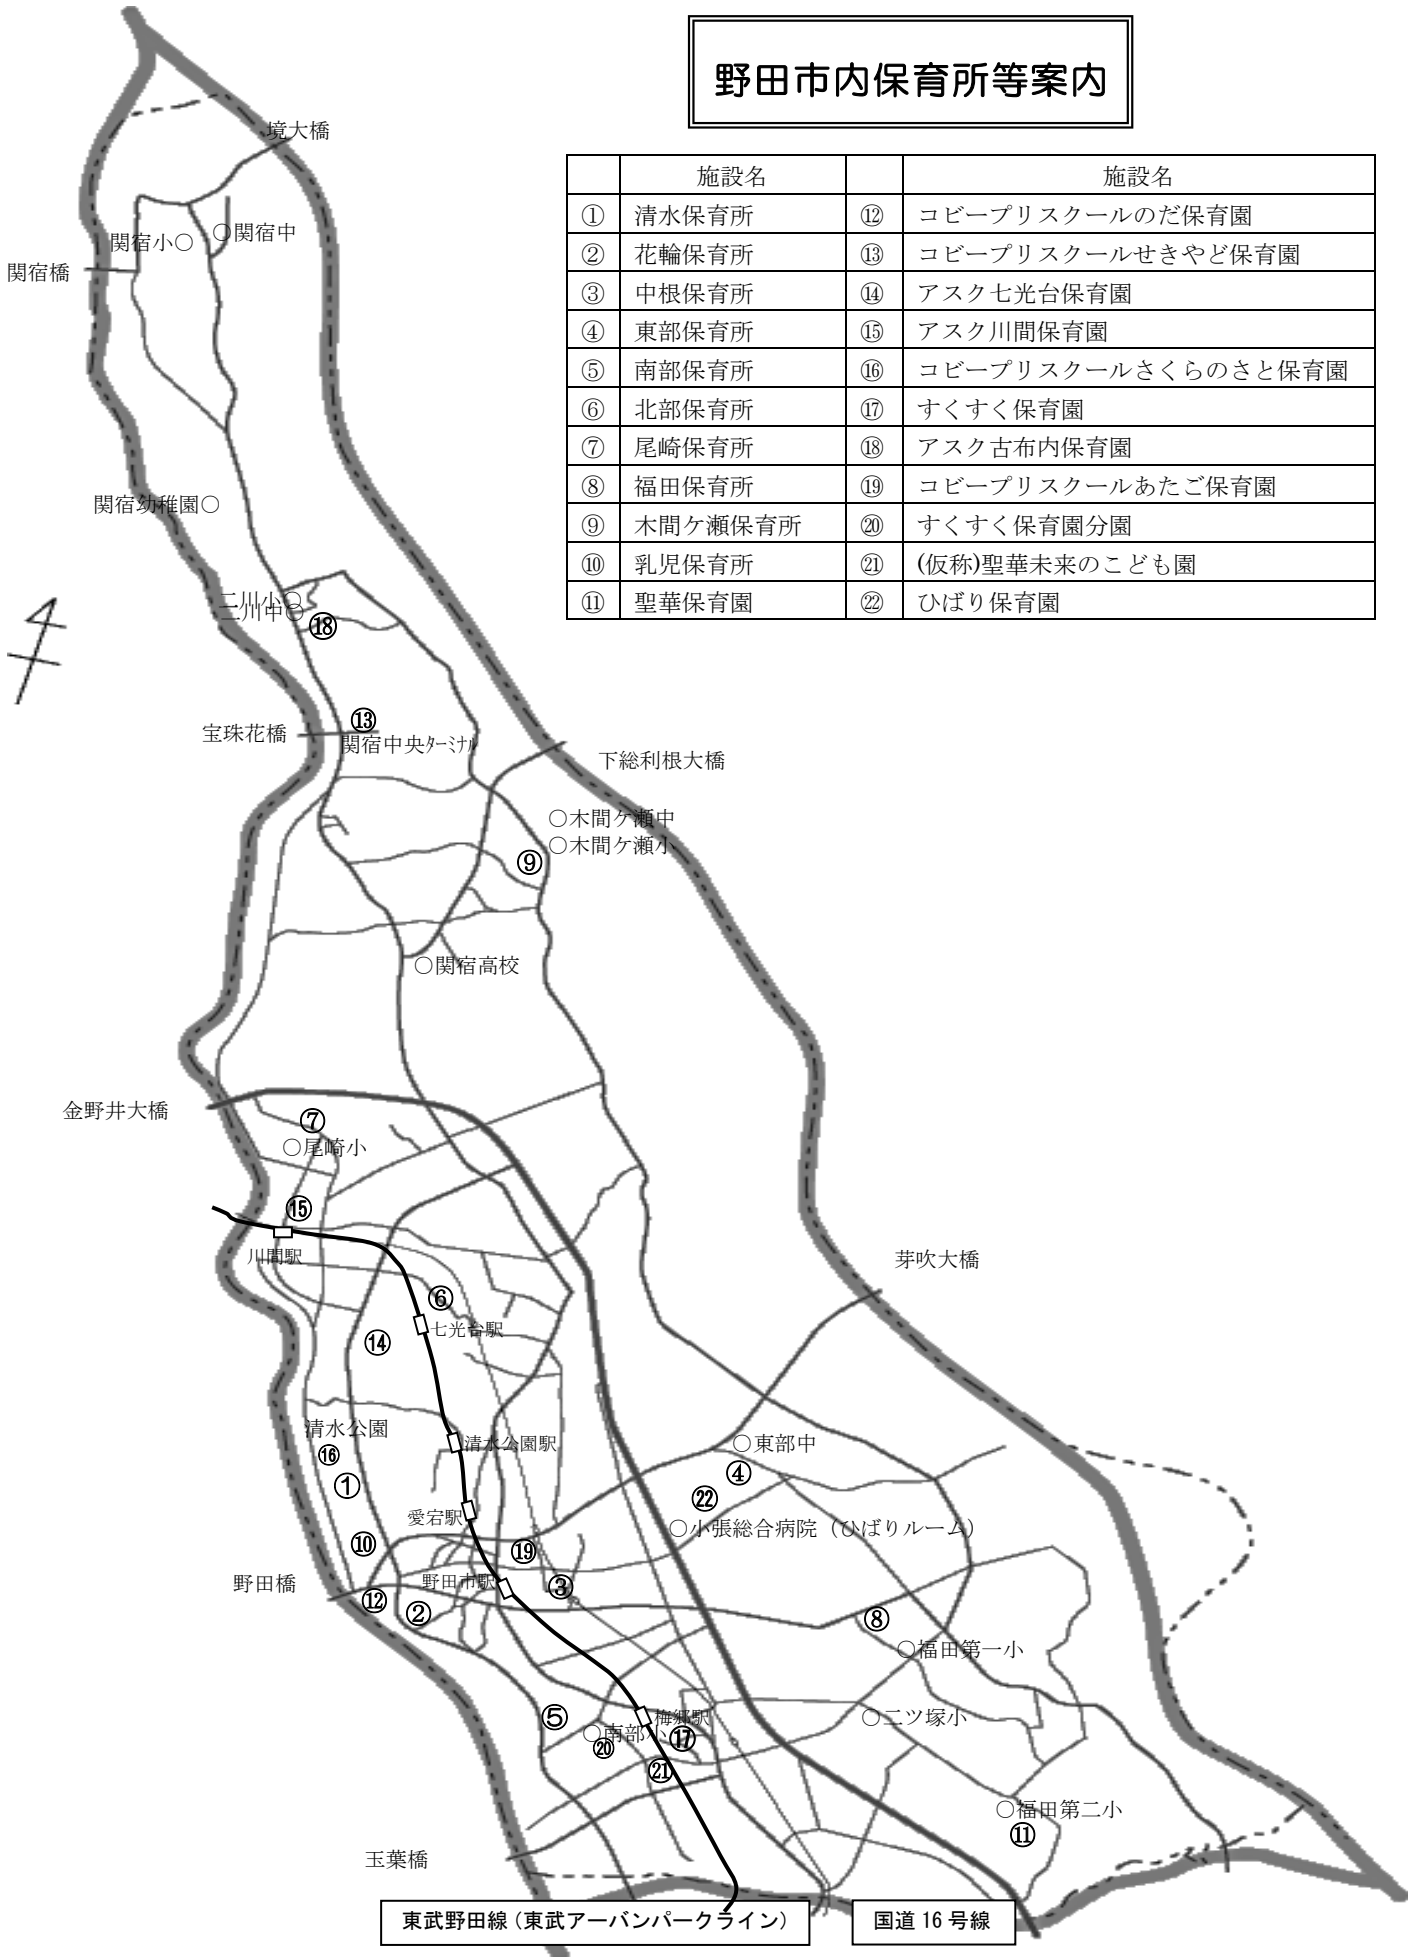 野田市内保育所等案内
施設名 施設名
① 清水保育所 ⑫ コビープリスクールのだ保育園
② 花輪保育所 ⑬ コビープリスクールせきやど保育園
③ 中根保育所 ⑭ アスク七光台保育園
④ 東部保育所 ⑮ アスク川間保育園
⑤ 南部保育所 ⑯ コビープリスクールさくらのさと保育園
⑥ 北部保育所 ⑰ すくすく保育園
⑦ 尾崎保育所 ⑱ アスク古布内保育園
⑧ 福田保育所 ⑲ コビープリスクールあたご保育園
⑨ 木間ケ瀬保育所 ⑳ すくすく保育園分園
⑩ 乳児保育所 ㉑ (仮称)聖華未来のこども園
⑪ 聖華保育園 ㉒ ひばり保育園
境大橋
関宿小○
○関宿中
関宿橋
関宿幼稚園○
二川小○
二川中○
⑱
⑬
宝珠花橋
関宿中央ﾀｰﾐﾅﾙ
下総利根大橋
○木間ケ瀬中
○木間ケ瀬小
⑨
○関宿高校
金野井大橋
⑦
○尾崎小
⑮
川間駅
芽吹大橋
⑥
七光台駅
⑭
清水公園
清水公園駅
○東部中
⑯
④
①
㉒
愛宕駅
○小張総合病院（ひばりルーム）
⑩
⑲
野田橋
野田市駅
③
⑫
②
⑧
○福田第一小
⑤
梅郷駅
○二ツ塚小
○南部小
⑰
⑳
㉑
○福田第二小
⑪
玉葉橋
東武野田線（東武アーバンパークライン）
国道 16 号線